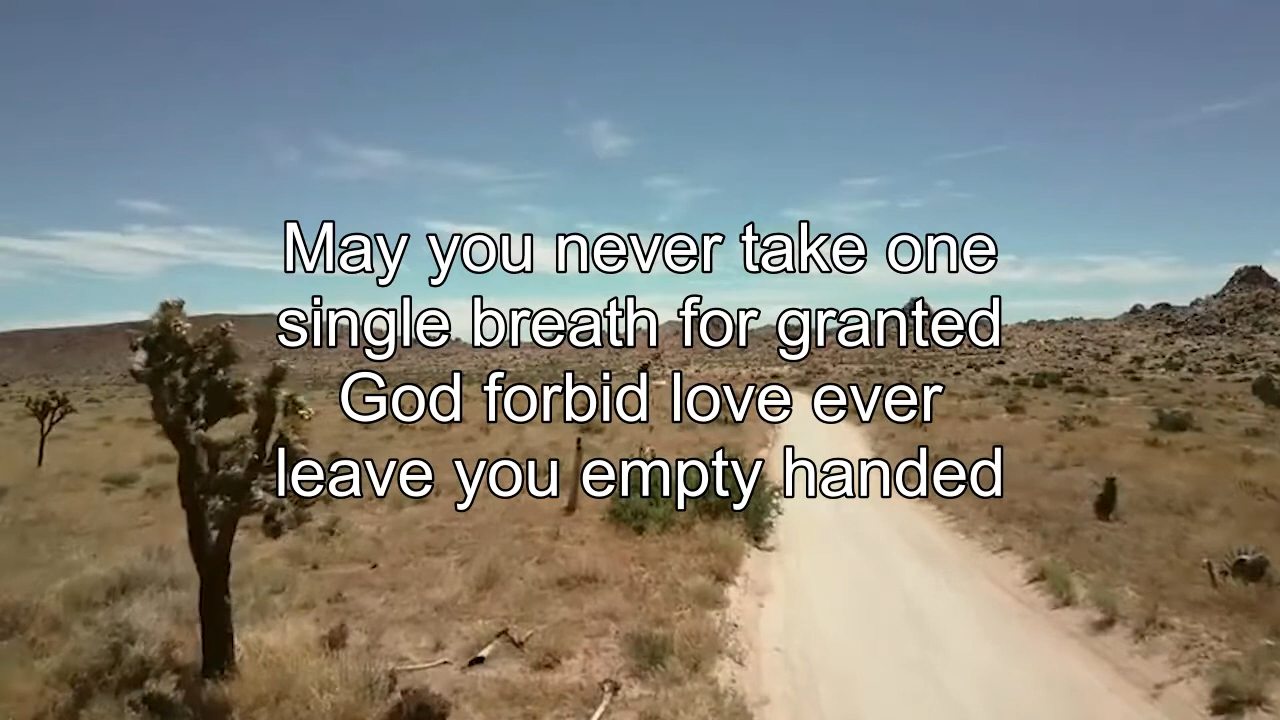 May you never take one
single breath for granted
God forbid love ever
leave you empty handed